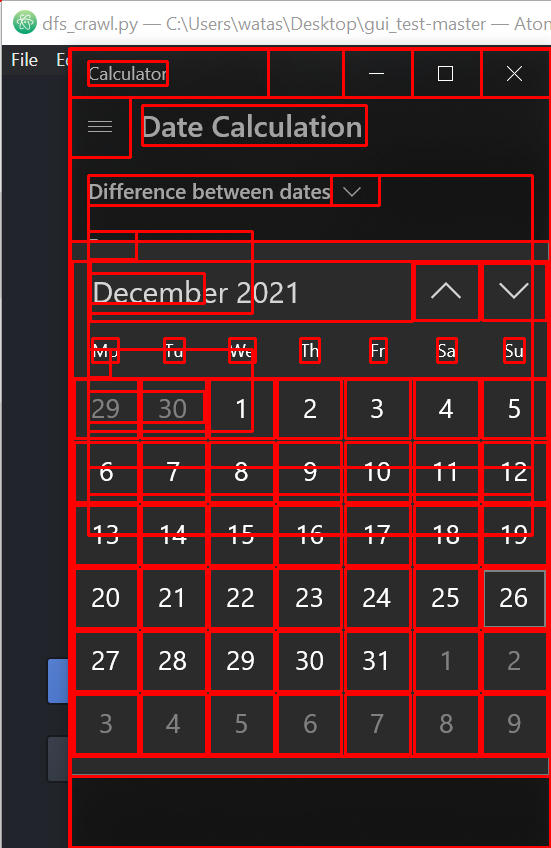 dfs_crawl.py — C:\Users\watas\Desktop\gui_test-master — Atom
File
Calculator
Date Calculation
Difference between dates
December 2021
Mo Tu We Th Fr Sa Su
29 30 1 2 3 4 5
6 7 8 9 10 11 12
13 14 15 16 17 18 19
20 21 22 23 24 25 26
27 28 29 30 31 1 2
3 4 5 6 7 8 9